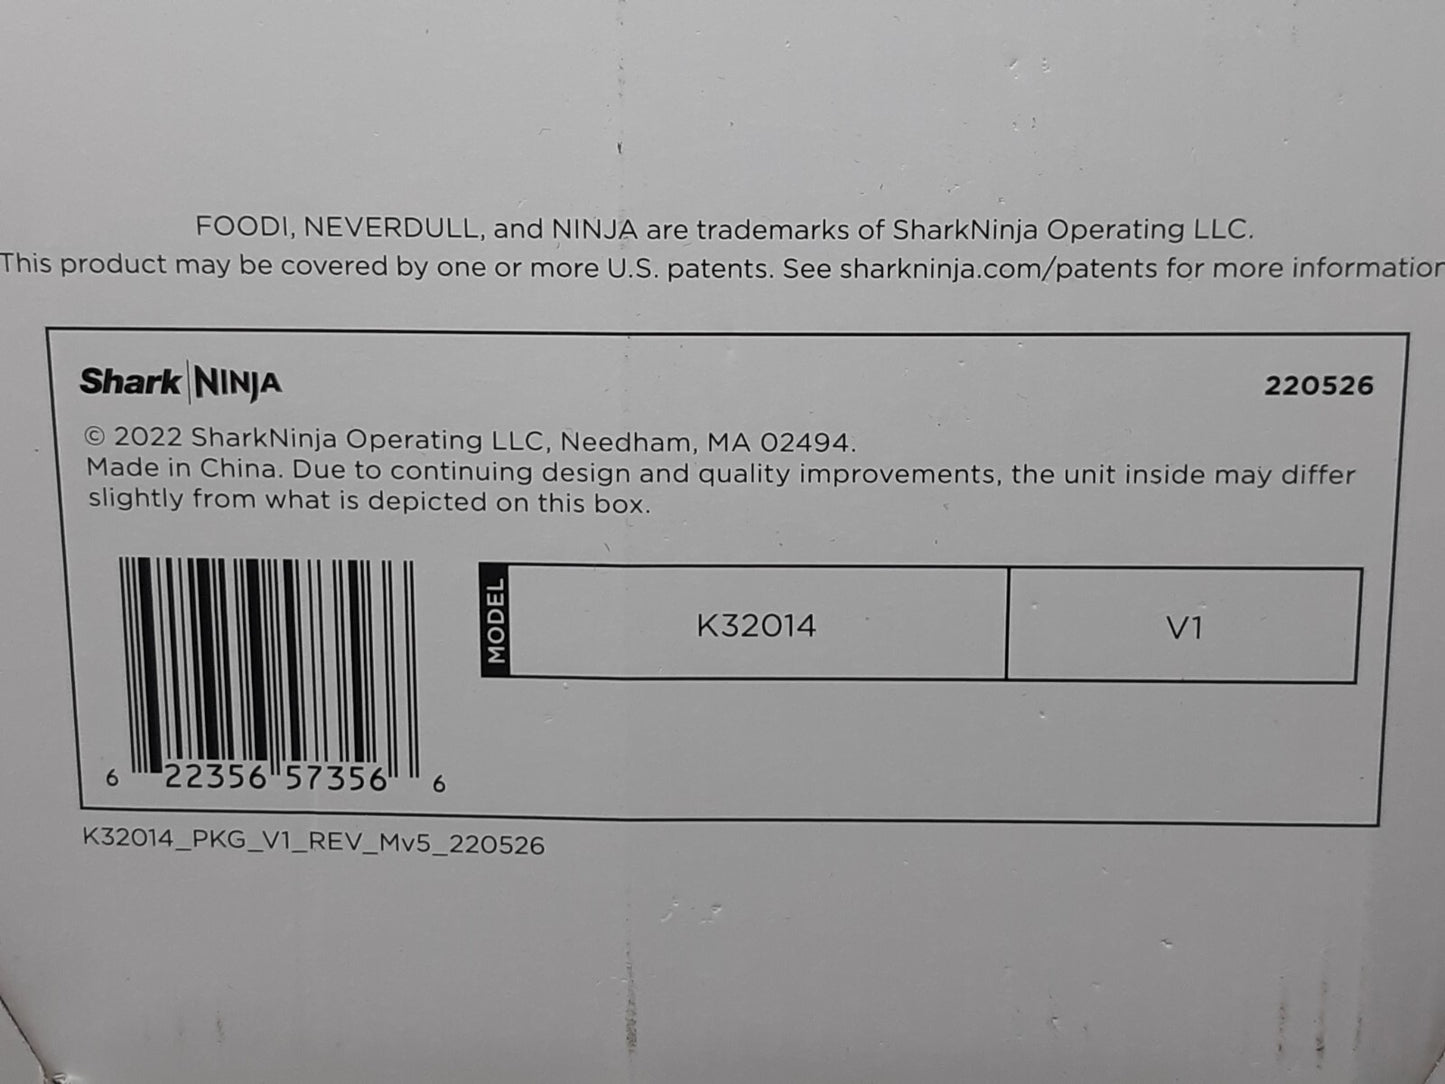 FOODI, NEVERDULL, and NINJA are trademarks of SharkNinja Operating LLC.
This product may be covered by one or more U.S. patents. See sharkninja.com/patents for more information
Shark NINJA
220526
© 2022 SharkNinja Operating LLC, Needham, MA 02494.
Made in China. Due to continuing design and quality improvements, the unit inside may differ
slightly from what is depicted on this box.
MODEL
K32014
V1
6 22356 57356 6
K32014_PKG_V1_REV_Mv5_220526